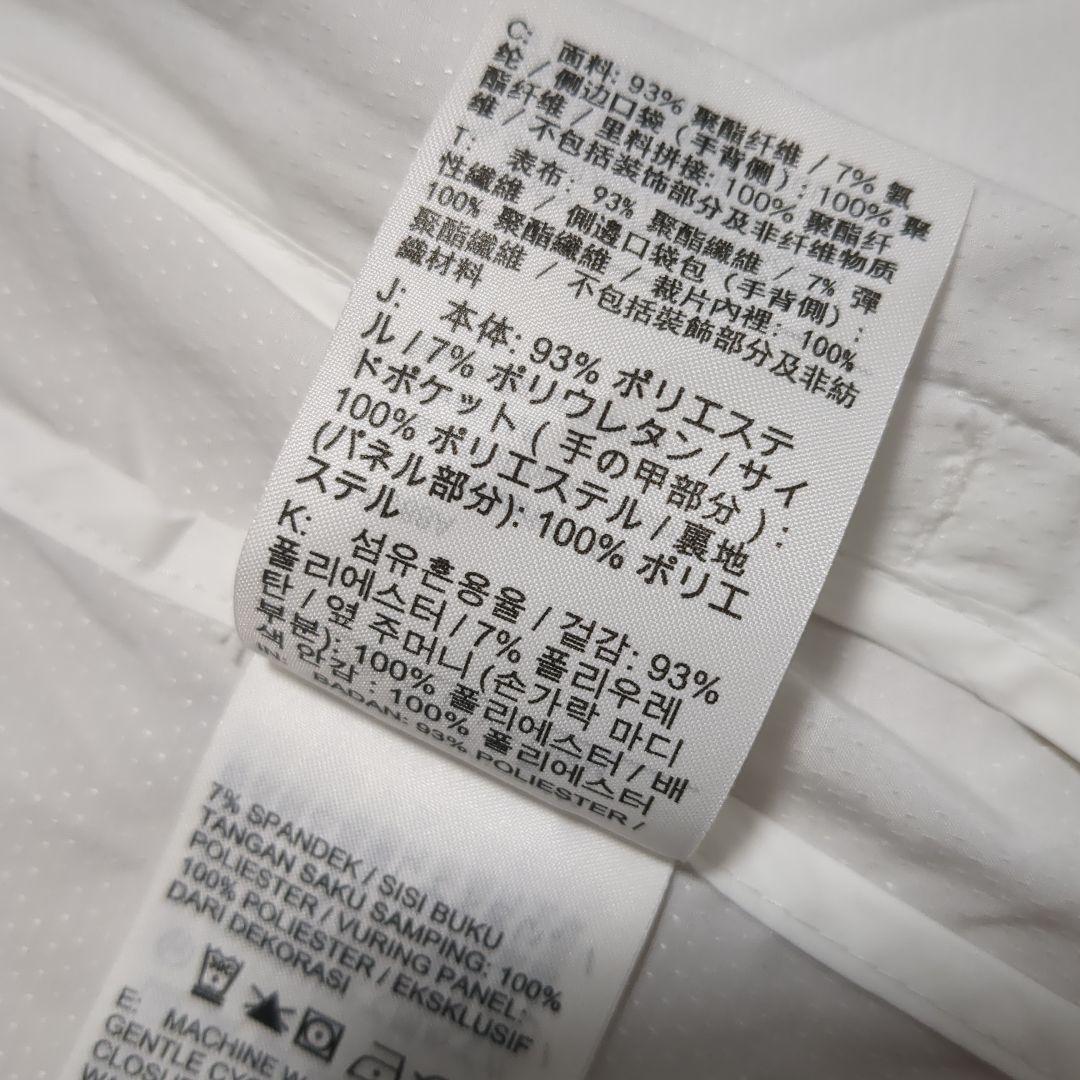 C: 面料: 93% 聚酯纤维 / 7% 氨
纶 / 侧边口袋 (手背侧): 100% 聚
酯纤维 / 里料拼接: 100% 聚酯纤
维 / 不包括装饰部分及非纤维物质
T: 表布: 93% 聚酯纖維 / 7% 彈
性纖維 / 側邊口袋包 (手背側):
100% 聚酯纖維 / 裁片內裡: 100%
聚酯纖維 / 不包括裝飾部分及非紡
織材料
J: 本体: 93% ポリエステ
ル / 7% ポリウレタン / サイ
ドポケット ( 手の甲部分 ):
100% ポリエステル / 裏地
(パネル部分): 100% ポリエ
ステル
K: 섬유혼용율 / 겉감: 93%
폴리에스터 / 7% 폴리우레
탄 / 옆 주머니 (손가락 마디
부분): 100% 폴리에스터 / 배
색 안감 : 100% 폴리에스터
IN: BADAN: 93% POLIESTER /
7% SPANDEK / SISI BUKU
TANGAN SAKU SAMPING: 100%
POLIESTER / VURING PANEL:
100% POLIESTER / EKSKLUSIF
DARI DEKORASI
E: MACHINE
GENTLE